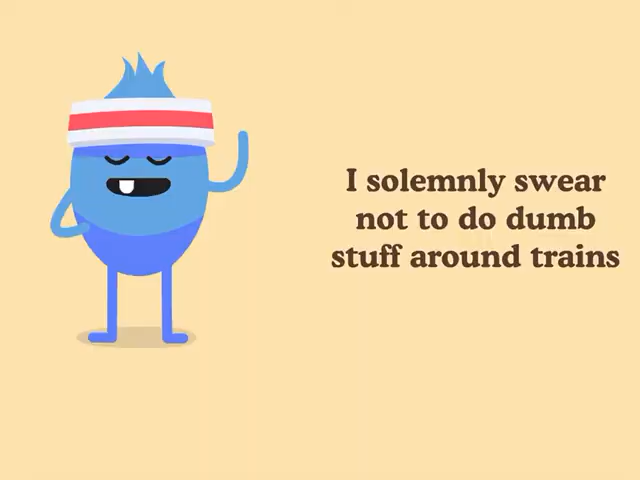 I solemnly swear
not to do dumb
stuff around trains